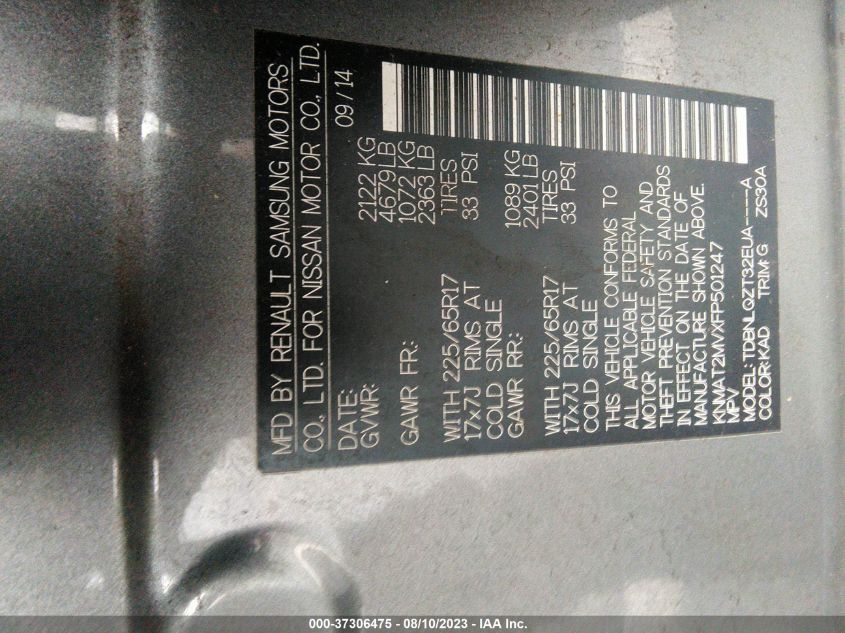 MFD BY RENAULT SAMSUNG MOTORS
CO., LTD. FOR NISSAN MOTOR CO., LTD.
DATE: 09/14
GVWR: 2122 KG
4679 LB
GAWR FR: 1072 KG
2363 LB
WITH 225/65R17 TIRES
17x7J RIMS AT 33 PSI
COLD SINGLE
GAWR RR: 1089 KG
2401 LB
WITH 225/65R17 TIRES
17x7J RIMS AT 33 PSI
COLD SINGLE
THIS VEHICLE CONFORMS TO
ALL APPLICABLE FEDERAL
MOTOR VEHICLE SAFETY AND
THEFT PREVENTION STANDARDS
IN EFFECT ON THE DATE OF
MANUFACTURE SHOWN ABOVE.
KNMAT2MVXFP501247
MPV
MODEL: TDBNLQZT32EUA----A
COLOR: KAD TRIM: G ZS30A
000-37306475 - 08/10/2023 - IAA Inc.